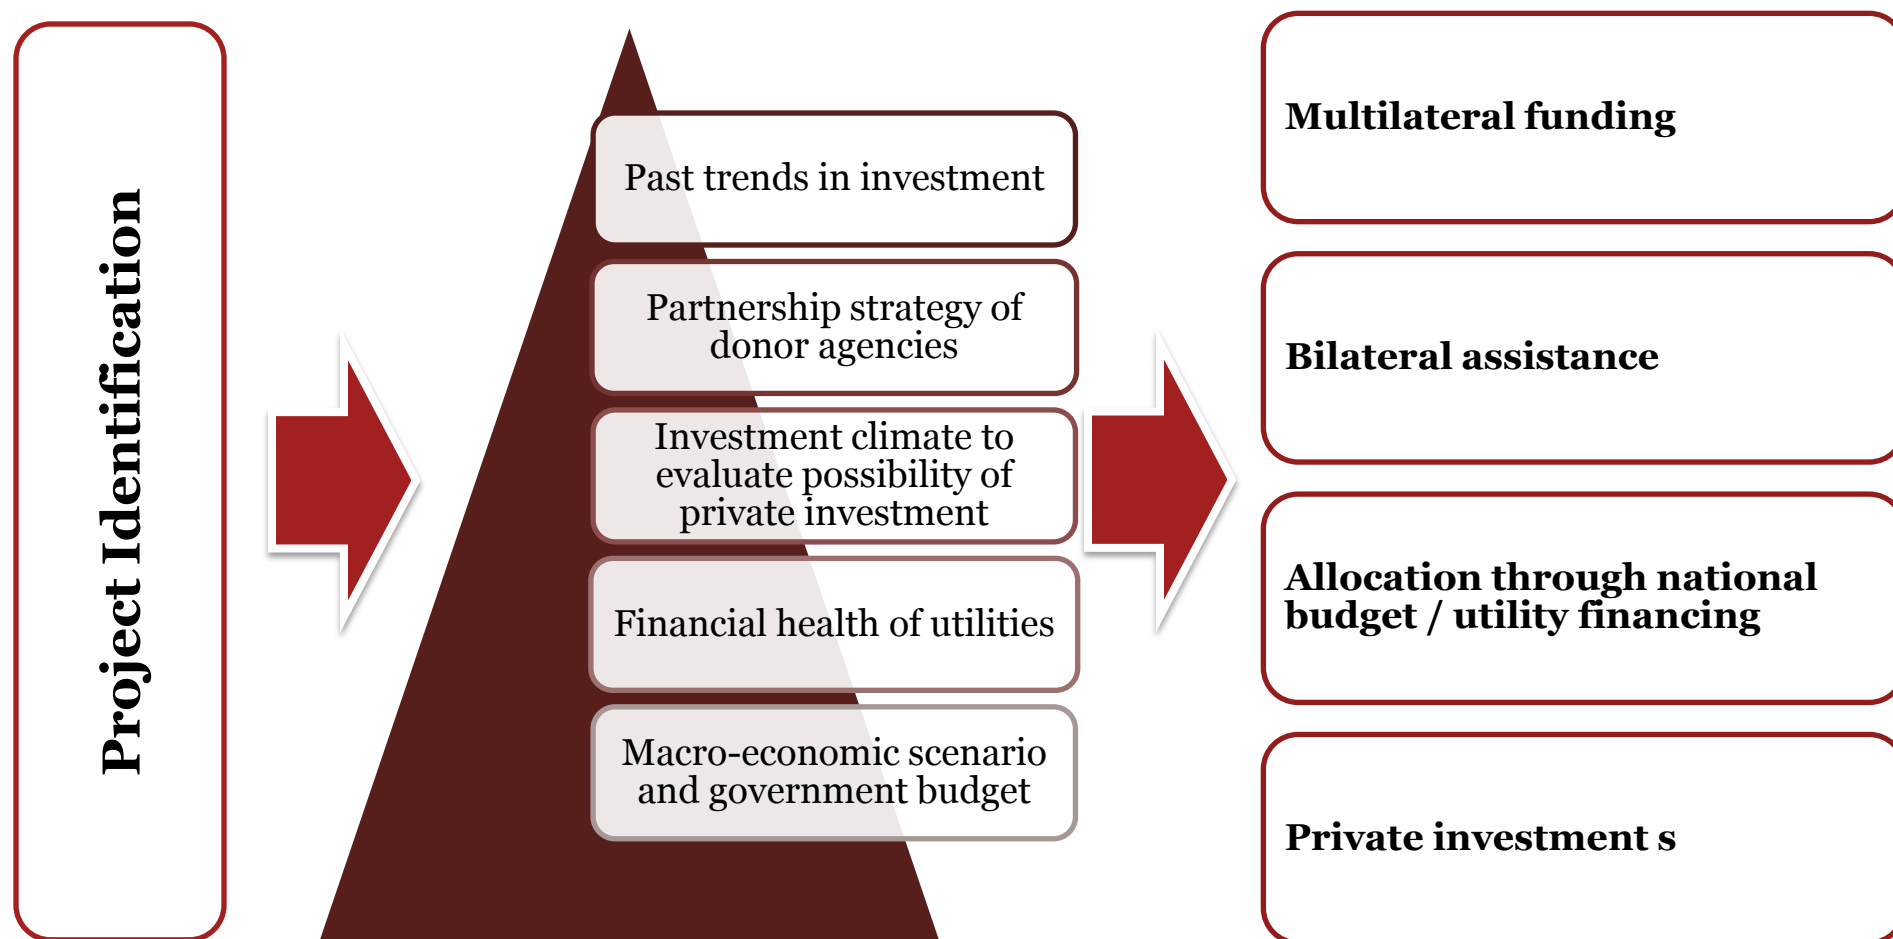 Project Identification
Past trends in investment
Partnership strategy of
donor agencies
Investment climate to
evaluate possibility of
private investment
Financial health of utilities
Macro-economic scenario
and government budget
Multilateral funding
Bilateral assistance
Allocation through national
budget / utility financing
Private investment s